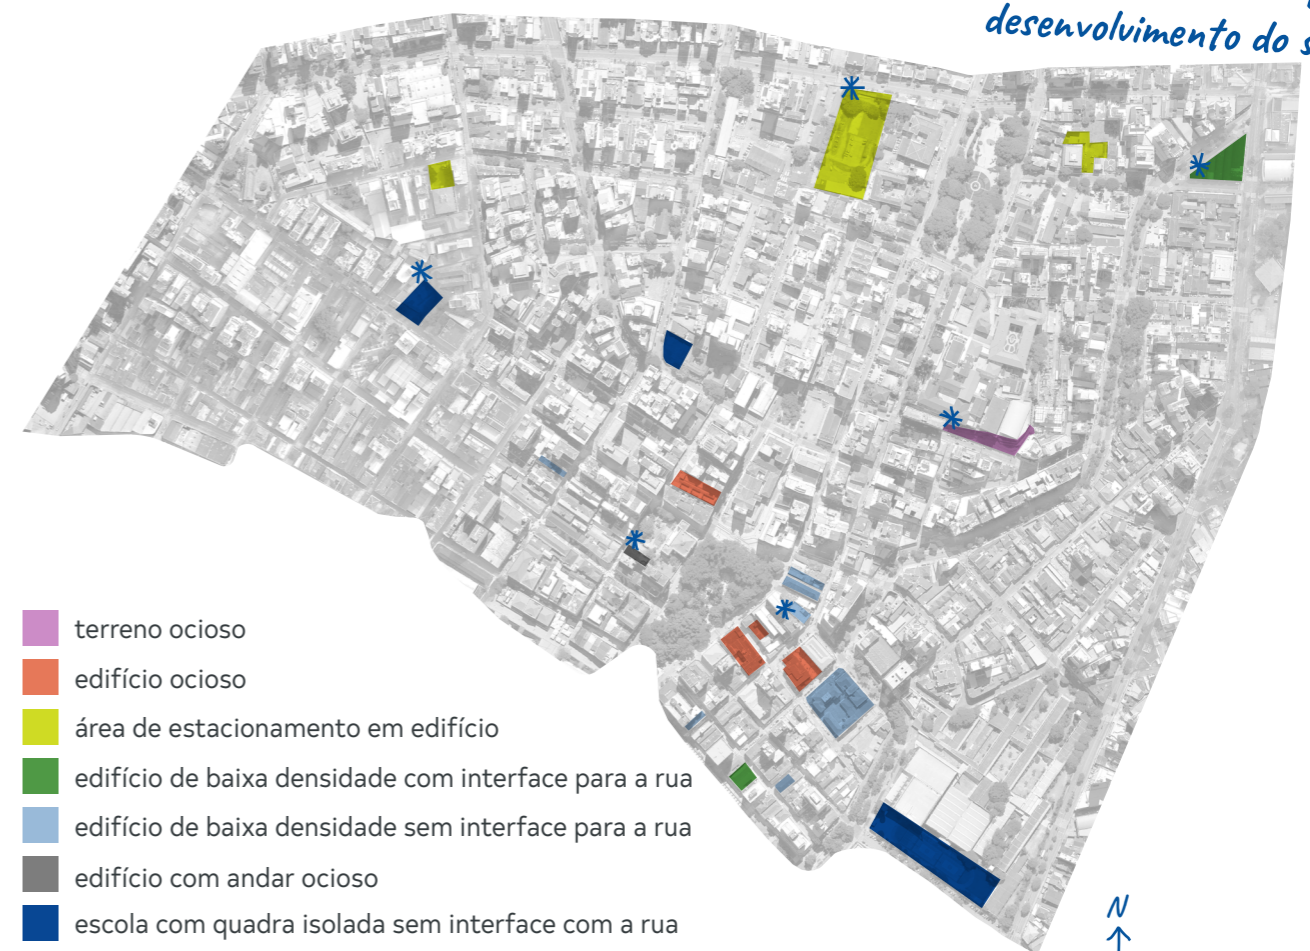 desenvolvimento do s
terreno ocioso
edifício ocioso
área de estacionamento em edifício
edifício de baixa densidade com interface para a rua
edifício de baixa densidade sem interface para a rua
edifício com andar ocioso
escola com quadra isolada sem interface com a rua
N